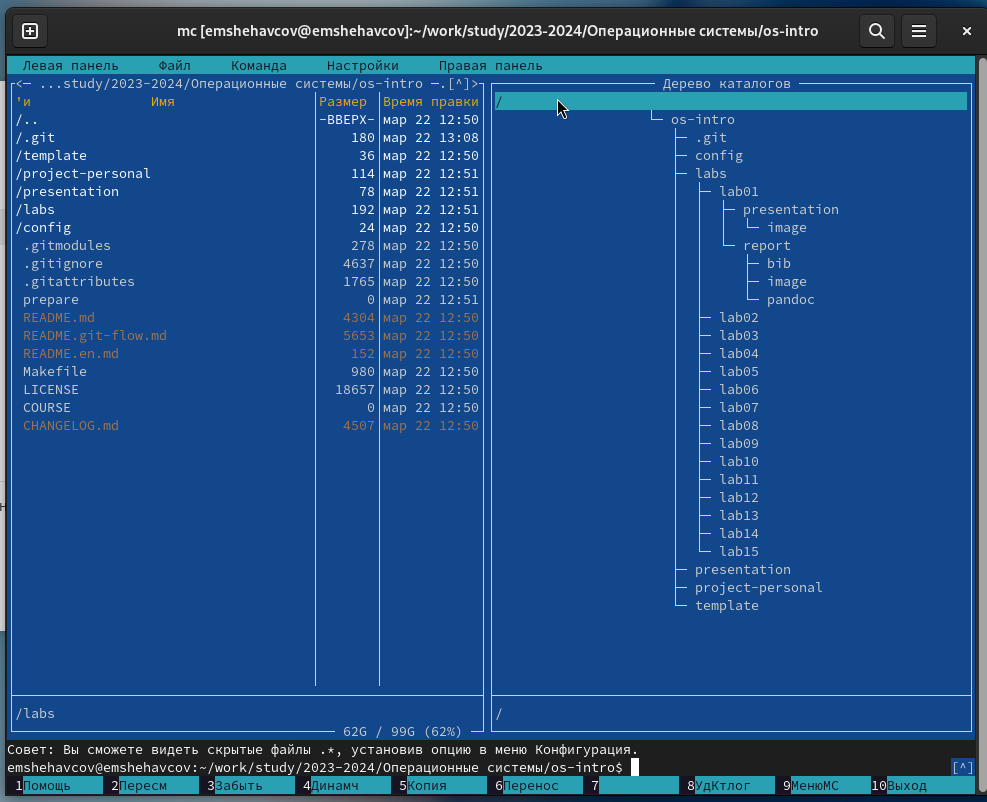 mc [emshehavcov@emshehavcov]:~/work/study/2023-2024/Операционные системы/os-intro
Левая панель Файл Команда Настройки Правая панель
<─ ...study/2023-2024/Операционные системы/os-intro ─.[^]>
'и Имя Размер Время правки
/.. -ВВЕРХ- мар 22 12:50
/.git 180 мар 22 13:08
/template 36 мар 22 12:50
/project-personal 114 мар 22 12:51
/presentation 78 мар 22 12:51
/labs 192 мар 22 12:51
/config 24 мар 22 12:50
.gitmodules 278 мар 22 12:50
.gitignore 4637 мар 22 12:50
.gitattributes 1765 мар 22 12:50
prepare 0 мар 22 12:51
README.md 4304 мар 22 12:50
README.git-flow.md 5653 мар 22 12:50
README.en.md 152 мар 22 12:50
Makefile 980 мар 22 12:50
LICENSE 18657 мар 22 12:50
COURSE 0 мар 22 12:50
CHANGELOG.md 4507 мар 22 12:50
/labs
62G / 99G (62%)
Дерево каталогов
/
os-intro
.git
config
labs
lab01
presentation
image
report
bib
image
pandoc
lab02
lab03
lab04
lab05
lab06
lab07
lab08
lab09
lab10
lab11
lab12
lab13
lab14
lab15
presentation
project-personal
template
/
Совет: Вы сможете видеть скрытые файлы .*, установив опцию в меню Конфигурация.
emshehavcov@emshehavcov:~/work/study/2023-2024/Операционные системы/os-intro$ [^]
1Помощь 2Пересм 3Забыть 4Динамч 5Копия 6Перенос 7 8УдКтлог 9МенюMC 10Выход